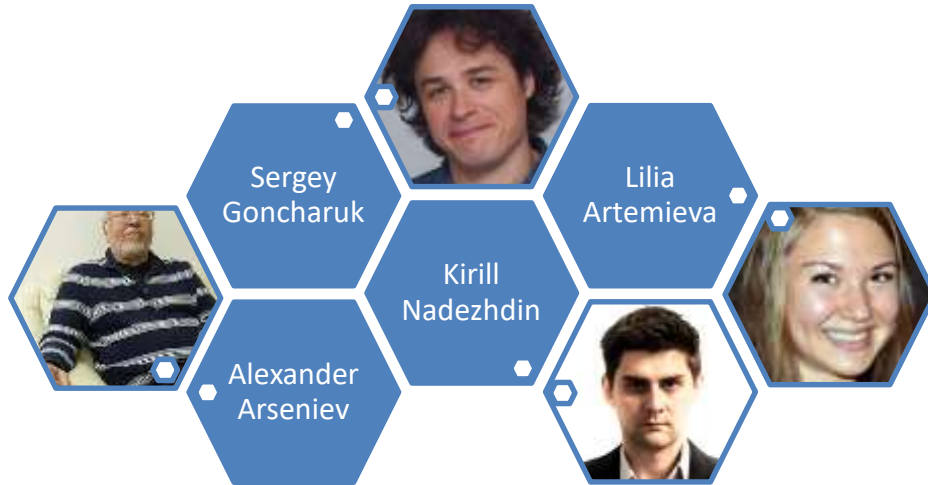 Sergey
Goncharuk
Lilia
Artemieva
Kirill
Nadezhdin
Alexander
Arseniev